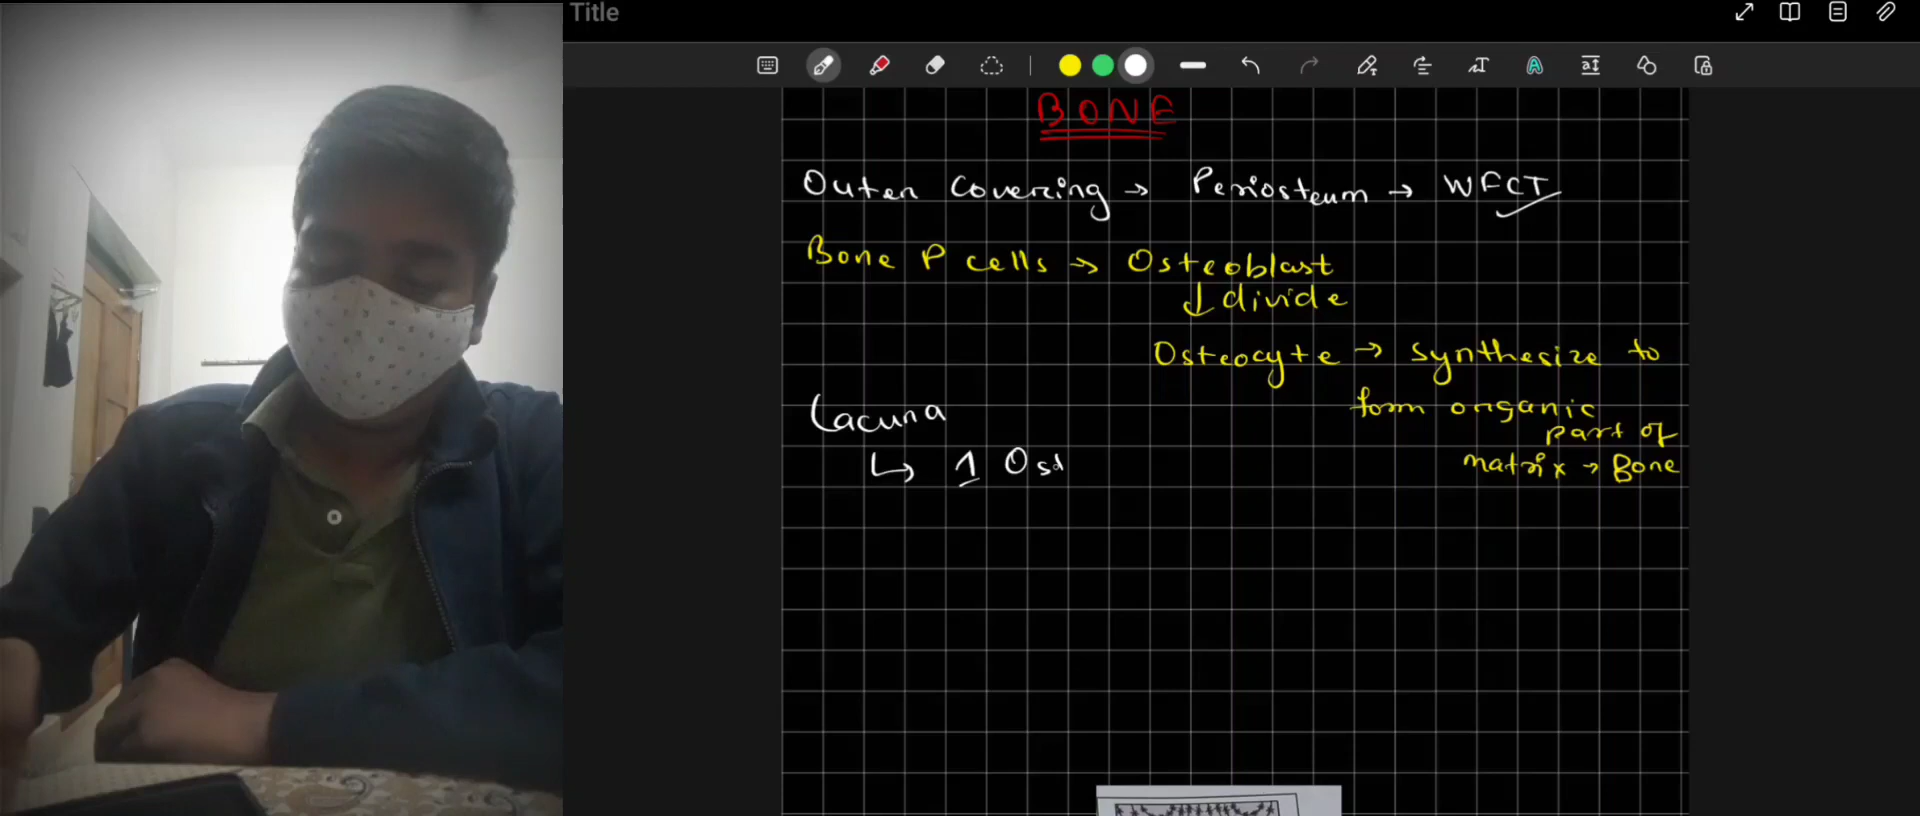 Title
BONE
Outer Covering → Periosteum → WFCT
Bone P cells → Osteoblast
↓ divide
Osteocyte → synthesize to
form organic
part of
matrix → Bone
Lacuna
↳ 1 Ost